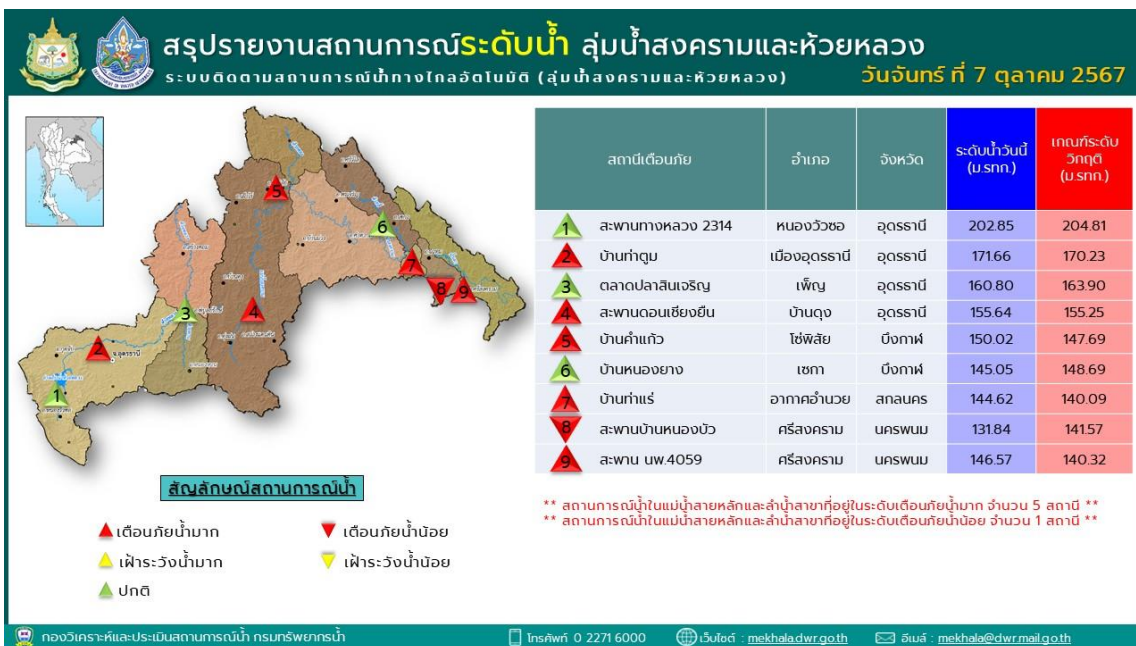 สรุปรายงานสถานการณ์ระดับน้ำ ลุ่มน้ำสงครามและห้วยหลวง
ระบบติดตามสถานการณ์น้ำทางไกลอัตโนมัติ (ลุ่มน้ำสงครามและห้วยหลวง)
วันจันทร์ ที่ 7 ตุลาคม 2567
สถานีเตือนภัย อำเภอ จังหวัด ระดับน้ำวันนี้ (ม.รทก.) เกณฑ์ระดับวิกฤติ (ม.รทก.)
1 สะพานทางหลวง 2314 หนองวัวซอ อุดรธานี 202.85 204.81
2 บ้านท่าตูม เมืองอุดรธานี อุดรธานี 171.66 170.23
3 ตลาดปลาสินเจริญ เพ็ญ อุดรธานี 160.80 163.90
4 สะพานดอนเชียงยืน บ้านดุง อุดรธานี 155.64 155.25
5 บ้านคำแก้ว โซ่พิสัย บึงกาฬ 150.02 147.69
6 บ้านหนองยาง เซกา บึงกาฬ 145.05 148.69
7 บ้านท่าแร่ อากาศอำนวย สกลนคร 144.62 140.09
8 สะพานบ้านหนองบัว ศรีสงคราม นครพนม 131.84 141.57
9 สะพาน นพ.4059 ศรีสงคราม นครพนม 146.57 140.32
** สถานการณ์น้ำในแม่น้ำสายหลักและลำน้ำสาขาที่อยู่ในระดับเตือนภัยน้ำมาก จำนวน 5 สถานี **
** สถานการณ์น้ำในแม่น้ำสายหลักและลำน้ำสาขาที่อยู่ในระดับเตือนภัยน้ำน้อย จำนวน 1 สถานี **
5
6
7
8 9
3 4
2
อ.อุดรธานี
1
สัญลักษณ์สถานการณ์น้ำ
เตือนภัยน้ำมาก เตือนภัยน้ำน้อย
เฝ้าระวังน้ำมาก เฝ้าระวังน้ำน้อย
ปกติ
กองวิเคราะห์และประเมินสถานการณ์น้ำ กรมทรัพยากรน้ำ โทรศัพท์ 0 2271 6000 เว็บไซต์ : mekhala.dwr.go.th อีเมล์ : mekhala@dwr.mail.go.th